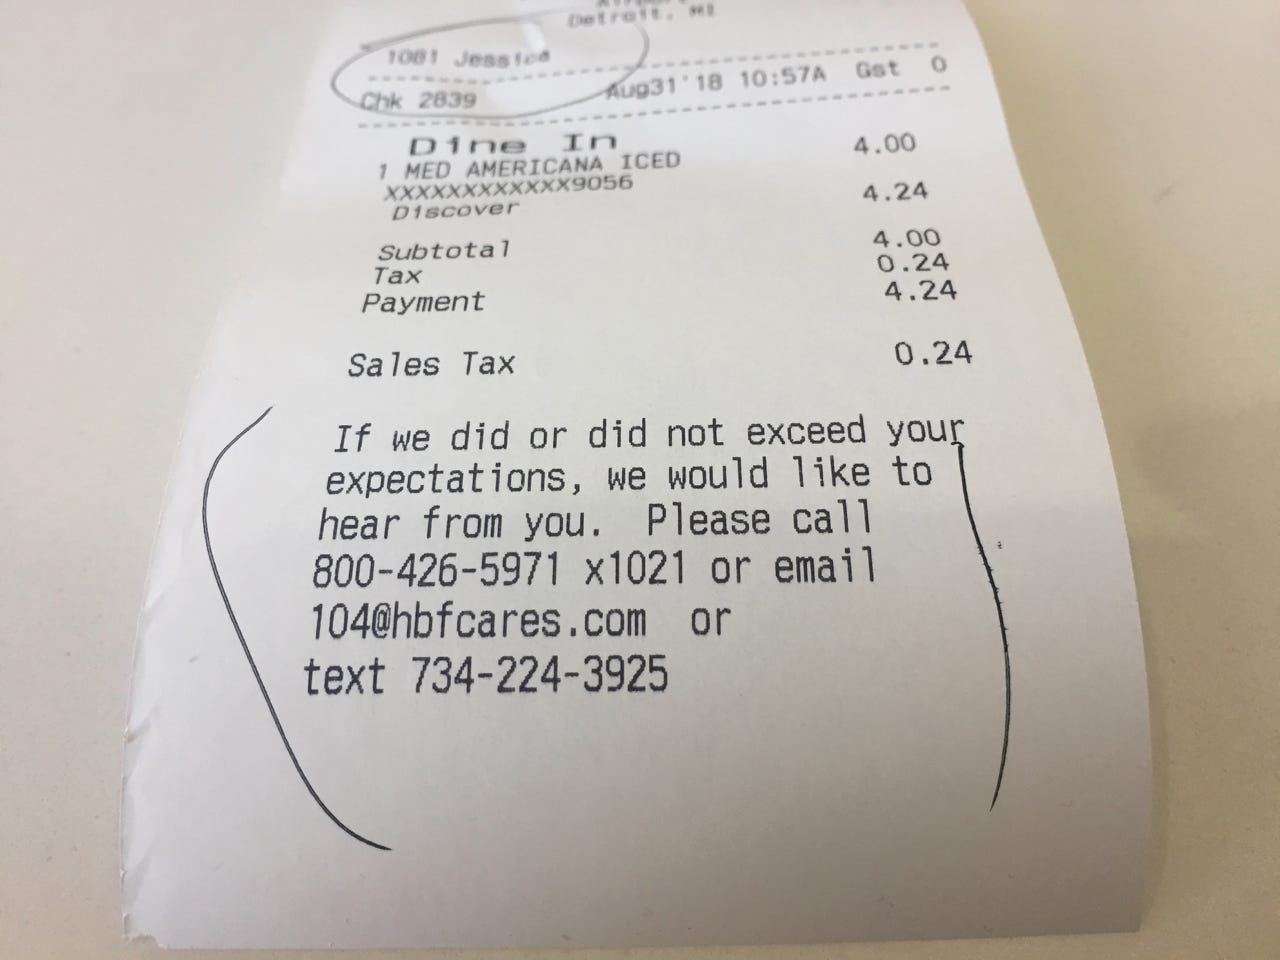 Detroit, MI
1081 Jessica
Chk 2839 Aug31'18 10:57A Gst 0
Dine In
1 MED AMERICANA ICED 4.00
XXXXXXXXXXXX9056
Discover 4.24
Subtotal 4.00
Tax 0.24
Payment 4.24
Sales Tax 0.24
If we did or did not exceed your
expectations, we would like to
hear from you. Please call
800-426-5971 x1021 or email
104@hbfcares.com or
text 734-224-3925